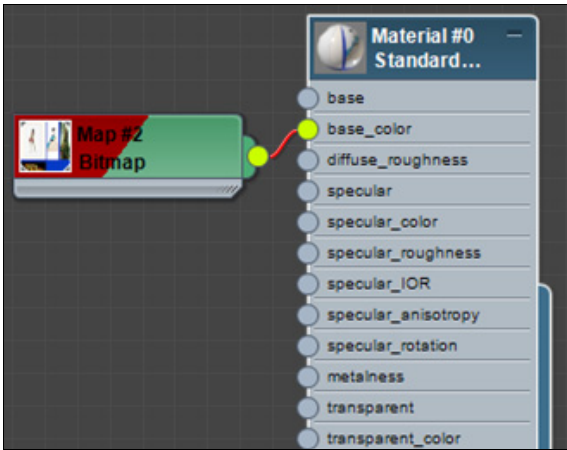 Material #0
Standard...
base
Map #2
Bitmap
base_color
diffuse_roughness
specular
specular_color
specular_roughness
specular_IOR
specular_anisotropy
specular_rotation
metalness
transparent
transparent_color